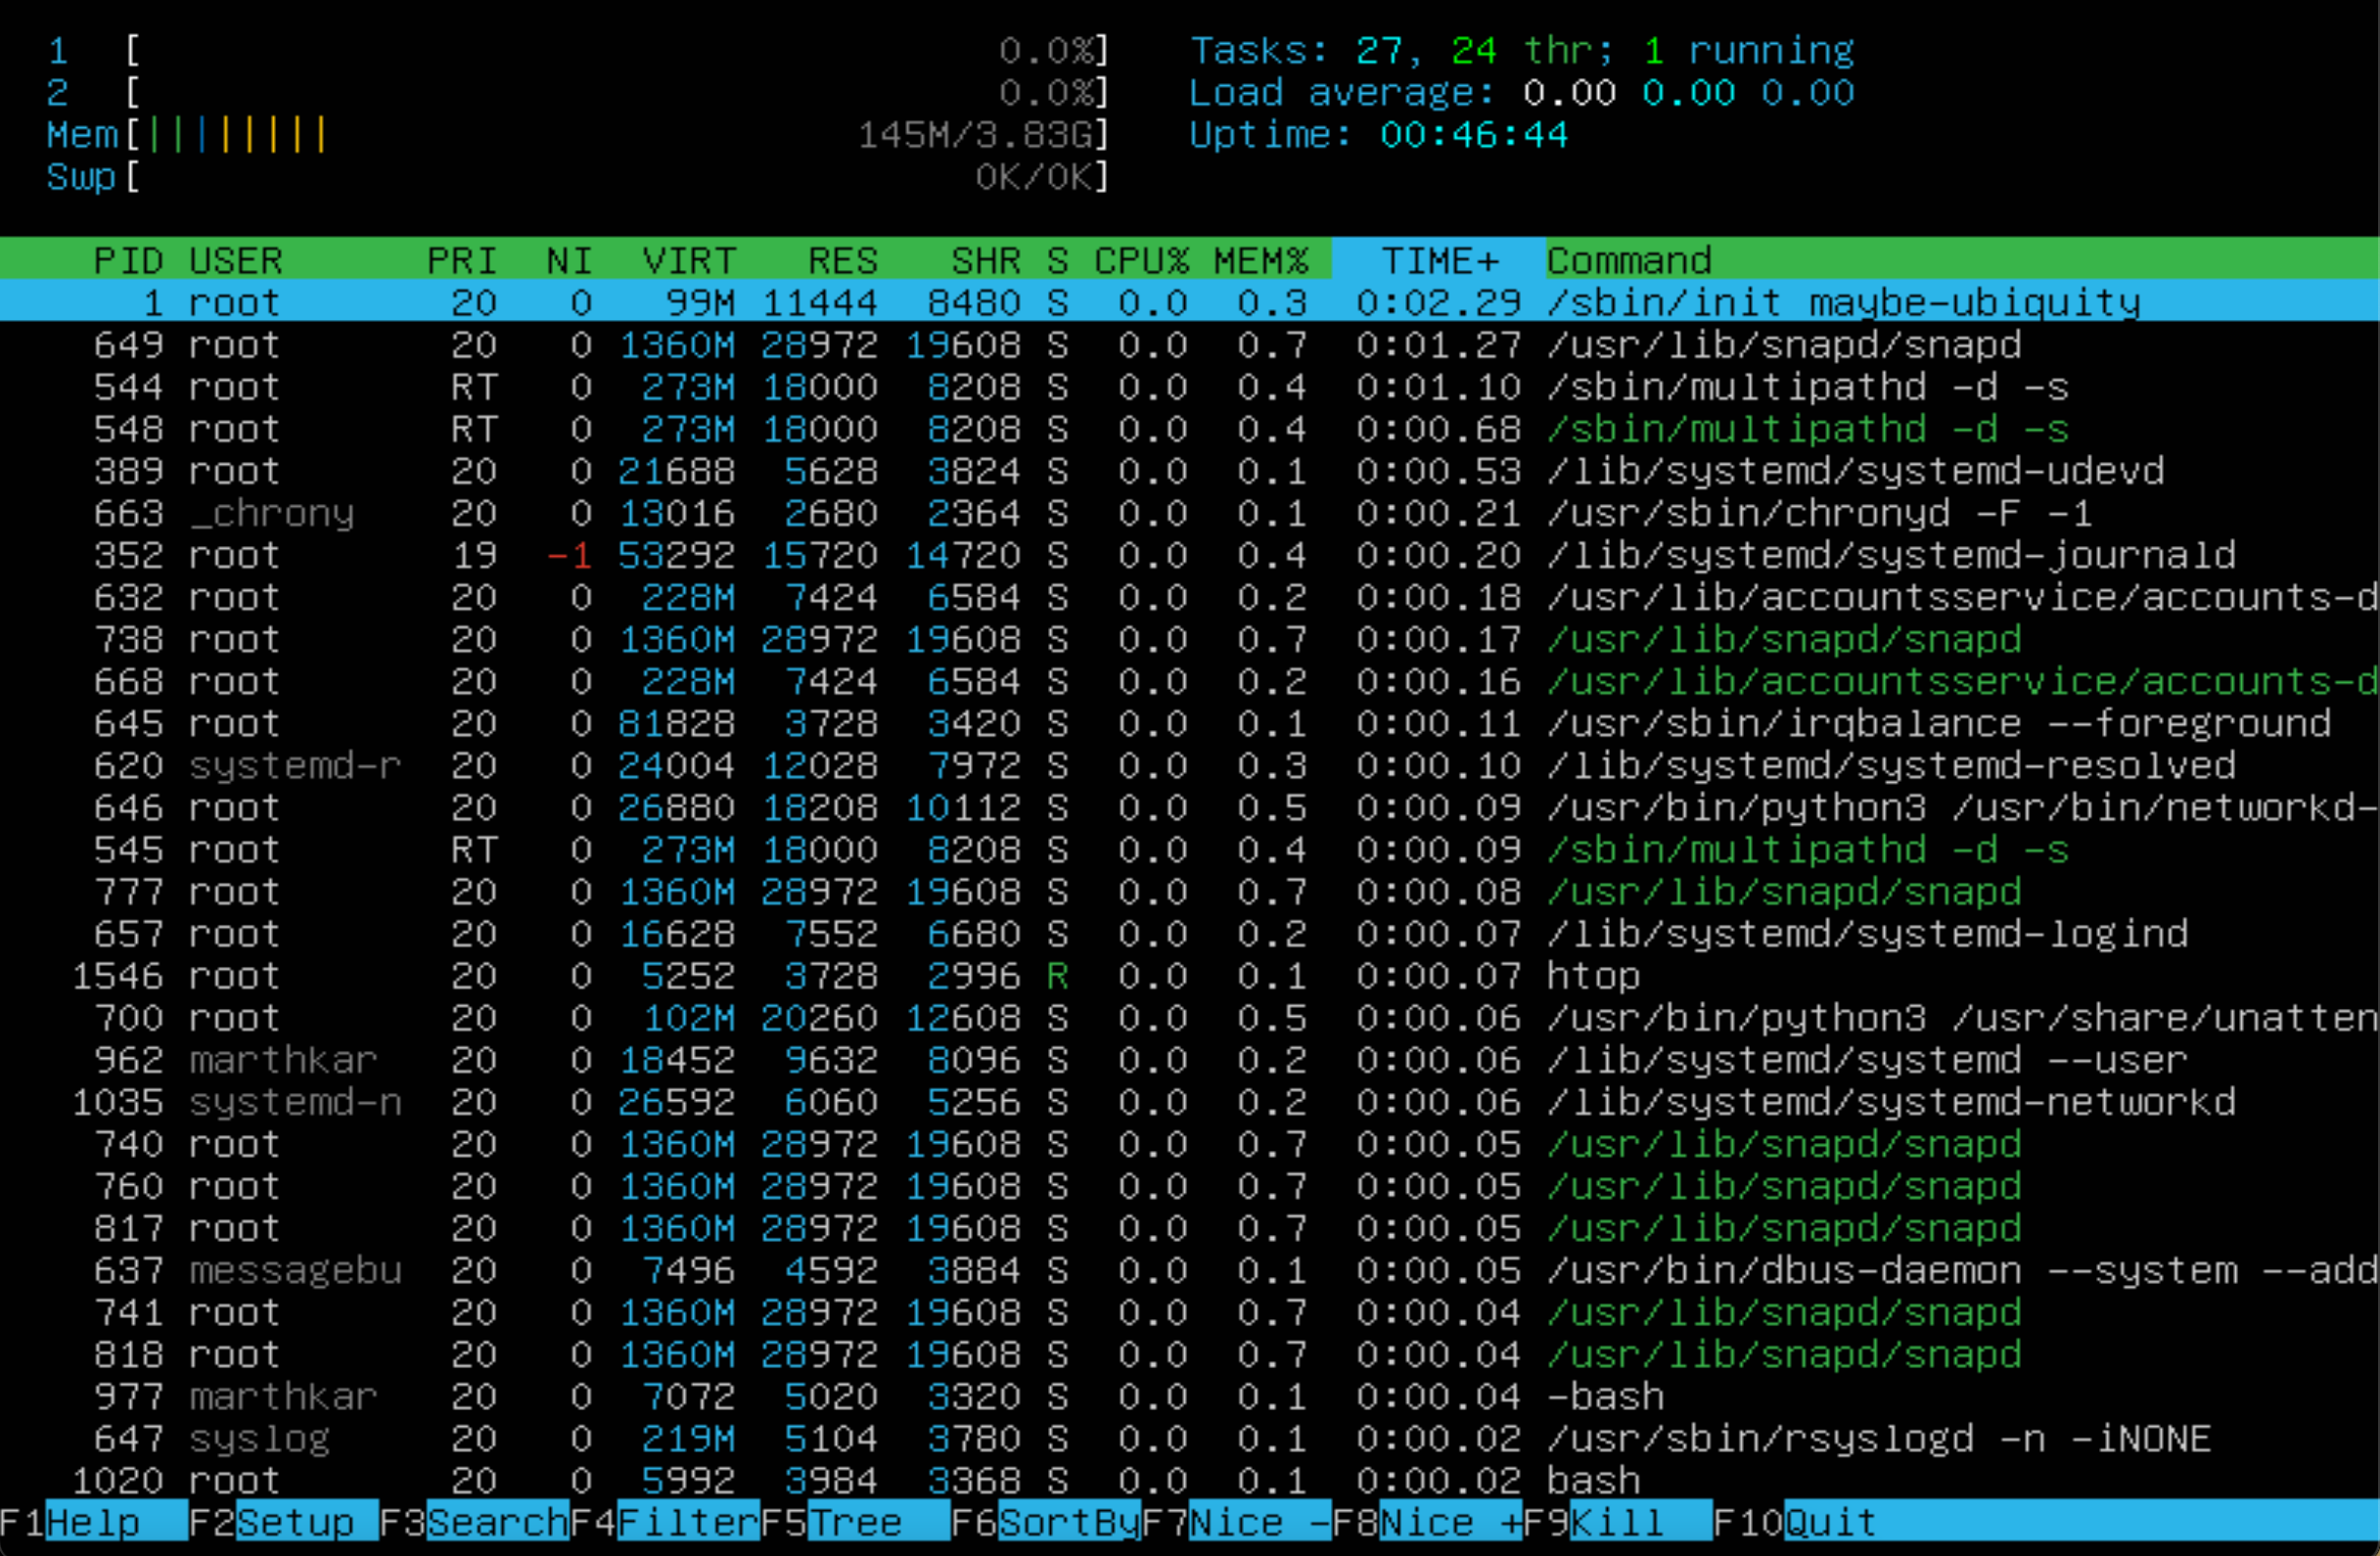 1 [ 0.0%] Tasks: 27, 24 thr; 1 running
2 [ 0.0%] Load average: 0.00 0.00 0.00
Mem[|||||||| 145M/3.83G] Uptime: 00:46:44
Swp[ 0K/0K]
PID USER PRI NI VIRT RES SHR S CPU% MEM% TIME+ Command
1 root 20 0 99M 11444 8480 S 0.0 0.3 0:02.29 /sbin/init maybe-ubiquity
649 root 20 0 1360M 28972 19608 S 0.0 0.7 0:01.27 /usr/lib/snapd/snapd
544 root RT 0 273M 18000 8208 S 0.0 0.4 0:01.10 /sbin/multipathd -d -s
548 root RT 0 273M 18000 8208 S 0.0 0.4 0:00.68 /sbin/multipathd -d -s
389 root 20 0 21688 5628 3824 S 0.0 0.1 0:00.53 /lib/systemd/systemd-udevd
663 _chrony 20 0 13016 2680 2364 S 0.0 0.1 0:00.21 /usr/sbin/chronyd -F -1
352 root 19 -1 53292 15720 14720 S 0.0 0.4 0:00.20 /lib/systemd/systemd-journald
632 root 20 0 228M 7424 6584 S 0.0 0.2 0:00.18 /usr/lib/accountsservice/accounts-d
738 root 20 0 1360M 28972 19608 S 0.0 0.7 0:00.17 /usr/lib/snapd/snapd
668 root 20 0 228M 7424 6584 S 0.0 0.2 0:00.16 /usr/lib/accountsservice/accounts-d
645 root 20 0 81828 3728 3420 S 0.0 0.1 0:00.11 /usr/sbin/irqbalance --foreground
620 systemd-r 20 0 24004 12028 7972 S 0.0 0.3 0:00.10 /lib/systemd/systemd-resolved
646 root 20 0 26880 18208 10112 S 0.0 0.5 0:00.09 /usr/bin/python3 /usr/bin/networkd-
545 root RT 0 273M 18000 8208 S 0.0 0.4 0:00.09 /sbin/multipathd -d -s
777 root 20 0 1360M 28972 19608 S 0.0 0.7 0:00.08 /usr/lib/snapd/snapd
657 root 20 0 16628 7552 6680 S 0.0 0.2 0:00.07 /lib/systemd/systemd-logind
1546 root 20 0 5252 3728 2996 R 0.0 0.1 0:00.07 htop
700 root 20 0 102M 20260 12608 S 0.0 0.5 0:00.06 /usr/bin/python3 /usr/share/unatten
962 marthkar 20 0 18452 9632 8096 S 0.0 0.2 0:00.06 /lib/systemd/systemd --user
1035 systemd-n 20 0 26592 6060 5256 S 0.0 0.2 0:00.06 /lib/systemd/systemd-networkd
740 root 20 0 1360M 28972 19608 S 0.0 0.7 0:00.05 /usr/lib/snapd/snapd
760 root 20 0 1360M 28972 19608 S 0.0 0.7 0:00.05 /usr/lib/snapd/snapd
817 root 20 0 1360M 28972 19608 S 0.0 0.7 0:00.05 /usr/lib/snapd/snapd
637 messagebu 20 0 7496 4592 3884 S 0.0 0.1 0:00.05 /usr/bin/dbus-daemon --system --add
741 root 20 0 1360M 28972 19608 S 0.0 0.7 0:00.04 /usr/lib/snapd/snapd
818 root 20 0 1360M 28972 19608 S 0.0 0.7 0:00.04 /usr/lib/snapd/snapd
977 marthkar 20 0 7072 5020 3320 S 0.0 0.1 0:00.04 -bash
647 syslog 20 0 219M 5104 3780 S 0.0 0.1 0:00.02 /usr/sbin/rsyslogd -n -iNONE
1020 root 20 0 5992 3984 3368 S 0.0 0.1 0:00.02 bash
F1Help F2Setup F3SearchF4FilterF5Tree F6SortByF7Nice -F8Nice +F9Kill F10Quit